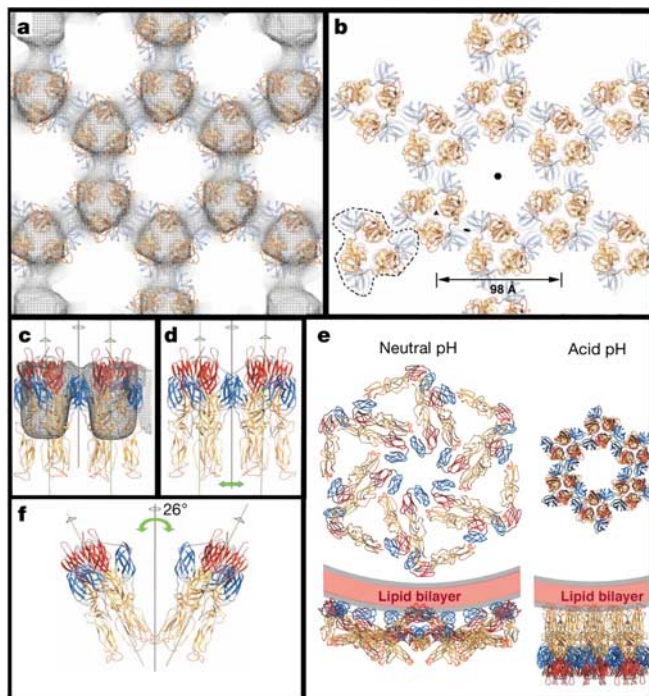 a
b
98 Å
c
d
e
Neutral pH
Acid pH
f
26°
Lipid bilayer
Lipid bilayer